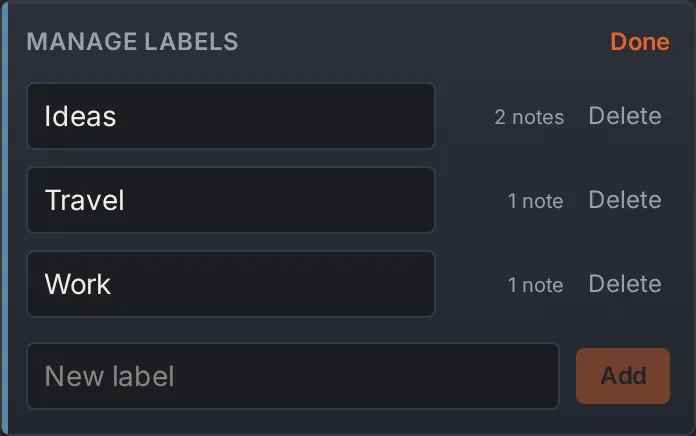 MANAGE LABELS Done
Ideas 2 notes Delete
Travel 1 note Delete
Work 1 note Delete
New label Add